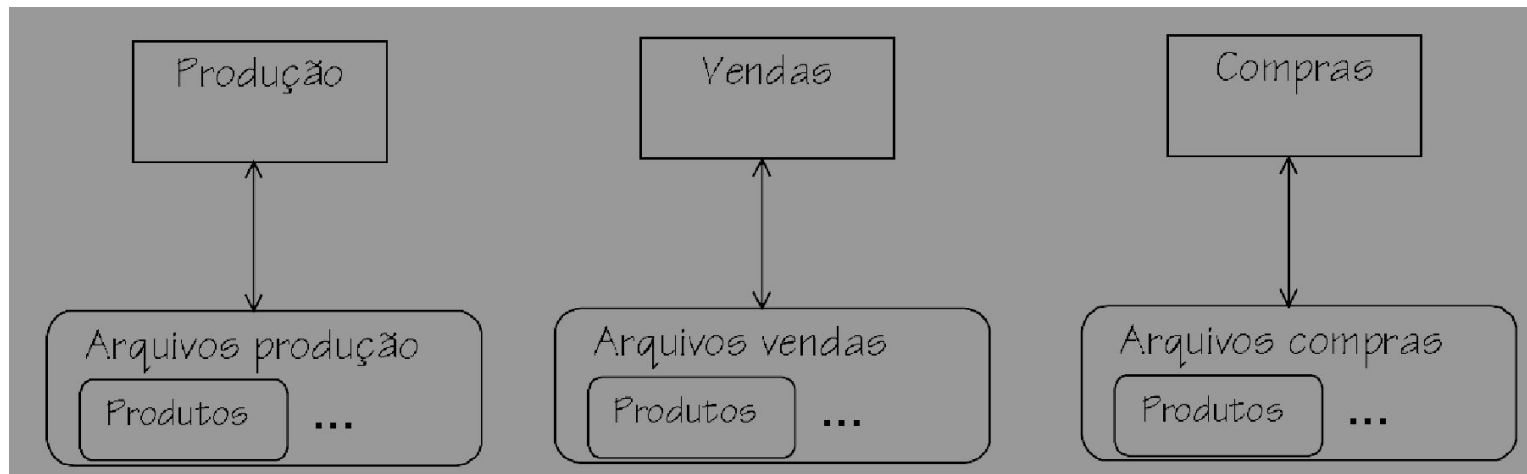 Produção
Vendas
Compras
Arquivos produção
Produtos ...
Arquivos vendas
Produtos ...
Arquivos compras
Produtos ...